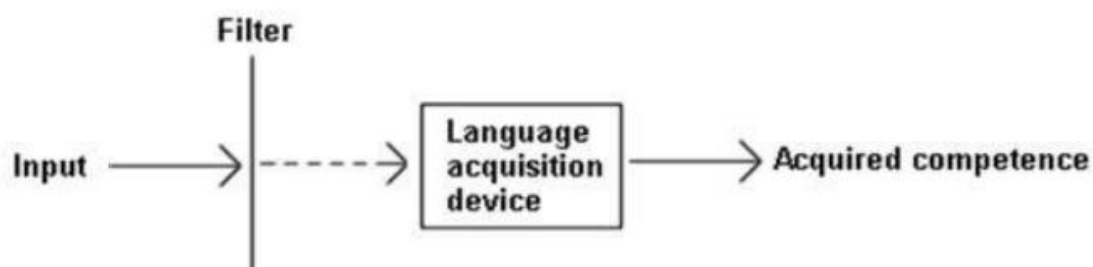 Filter
Input
Language
acquisition
device
Acquired competence